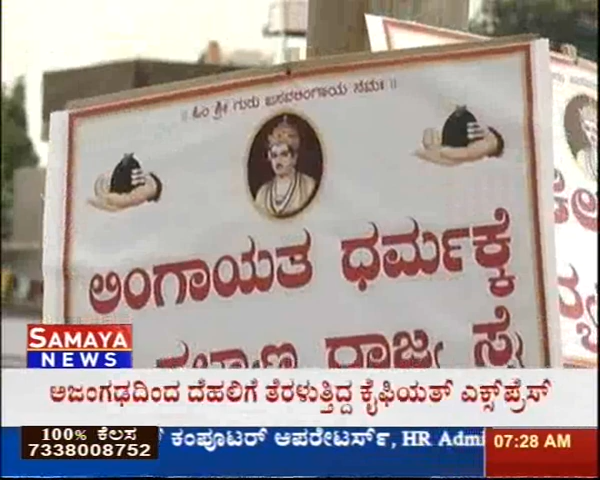 ॥ ಓಂ ಶ್ರೀ ಗುರು ಬಸವಲಿಂಗಾಯ ನಮಃ ॥
ಲಿಂಗಾಯತ ಧರ್ಮಕ್ಕೆ
ರಾಜ್ಯ
SAMAYA
NEWS
ಅಜಂಗಢದಿಂದ ದೆಹಲಿಗೆ ತೆರಳುತ್ತಿದ್ದ ಕೈಫಿಯತ್ ಎಕ್ಸ್‌ಪ್ರೆಸ್
100% ಕೆಲಸ
7338008752
ಕಂಪೂಟರ್ ಆಪರೇಟರ್ಸ್, HR Admi
07:28 AM